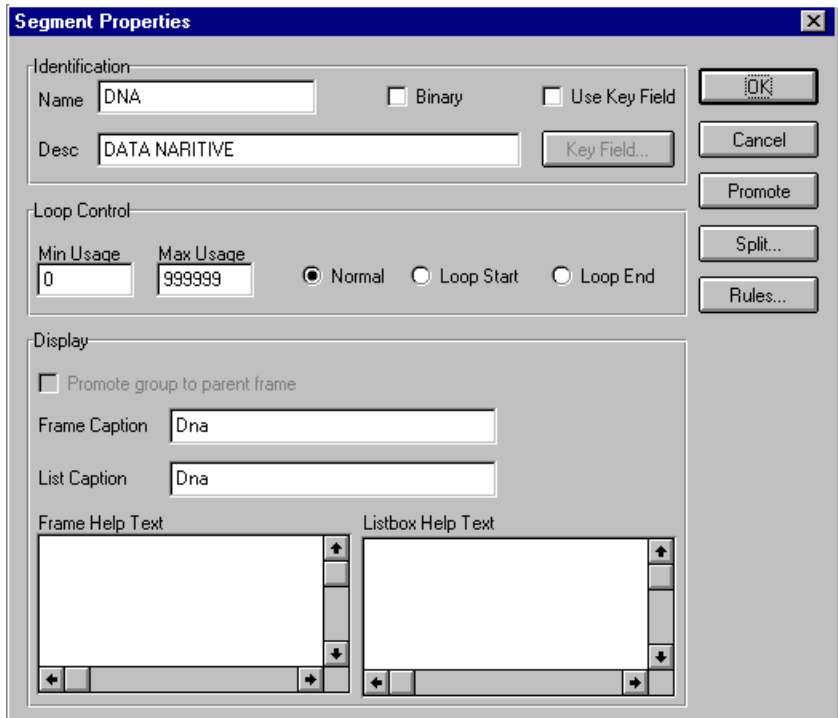 Segment Properties
Identification
Name DNA Binary Use Key Field
Desc DATA NARITIVE Key Field...
OK
Cancel
Promote
Split...
Rules...
Loop Control
Min Usage Max Usage
0 999999 Normal Loop Start Loop End
Display
Promote group to parent frame
Frame Caption Dna
List Caption Dna
Frame Help Text Listbox Help Text